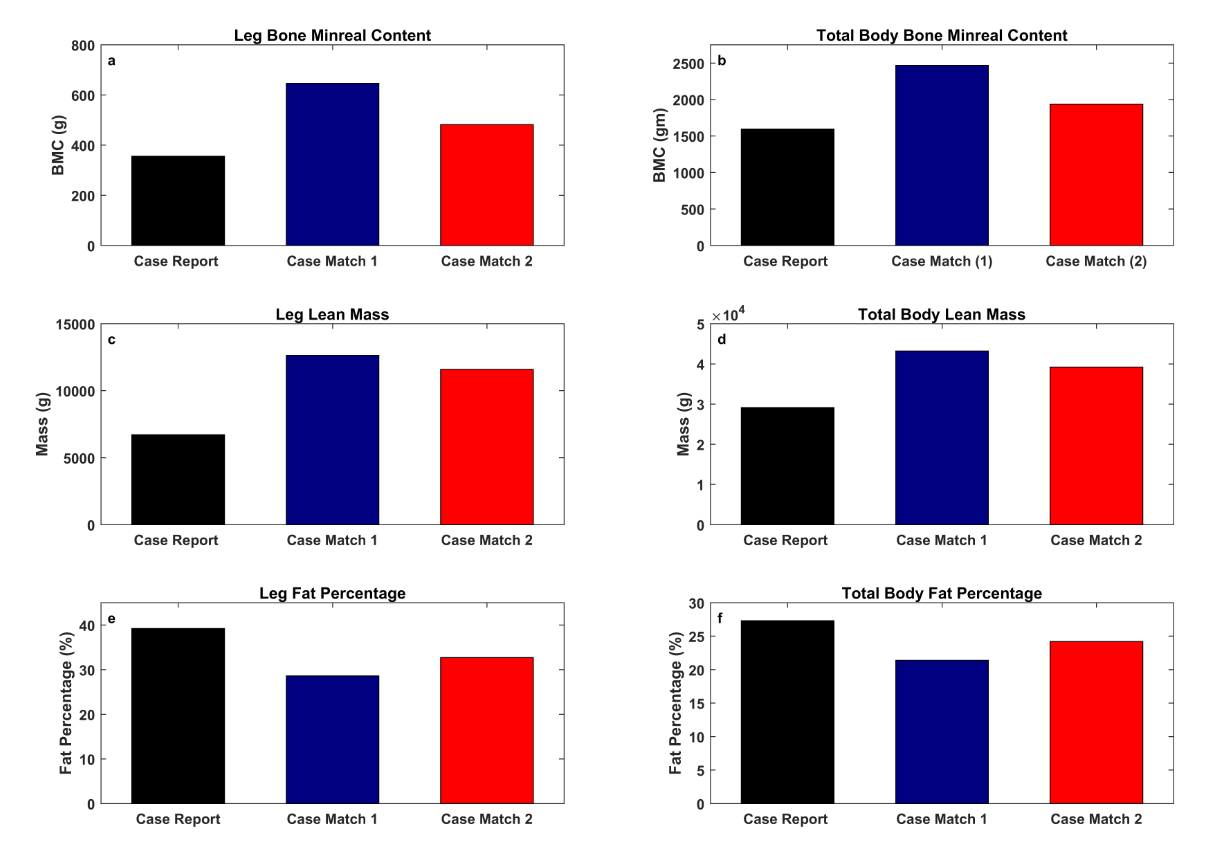 Leg Bone Minreal Content
a
800
600
400
200
0
BMC (g)
Case Report Case Match 1 Case Match 2
Total Body Bone Minreal Content
b
2500
2000
1500
1000
500
0
BMC (gm)
Case Report Case Match (1) Case Match (2)
Leg Lean Mass
c
15000
10000
5000
0
Mass (g)
Case Report Case Match 1 Case Match 2
Total Body Lean Mass
×10⁴
d
5
4
3
2
1
0
Mass (g)
Case Report Case Match 1 Case Match 2
Leg Fat Percentage
e
40
30
20
10
0
Fat Percentage (%)
Case Report Case Match 1 Case Match 2
Total Body Fat Percentage
f
30
25
20
15
10
5
0
Fat Percentage (%)
Case Report Case Match 1 Case Match 2